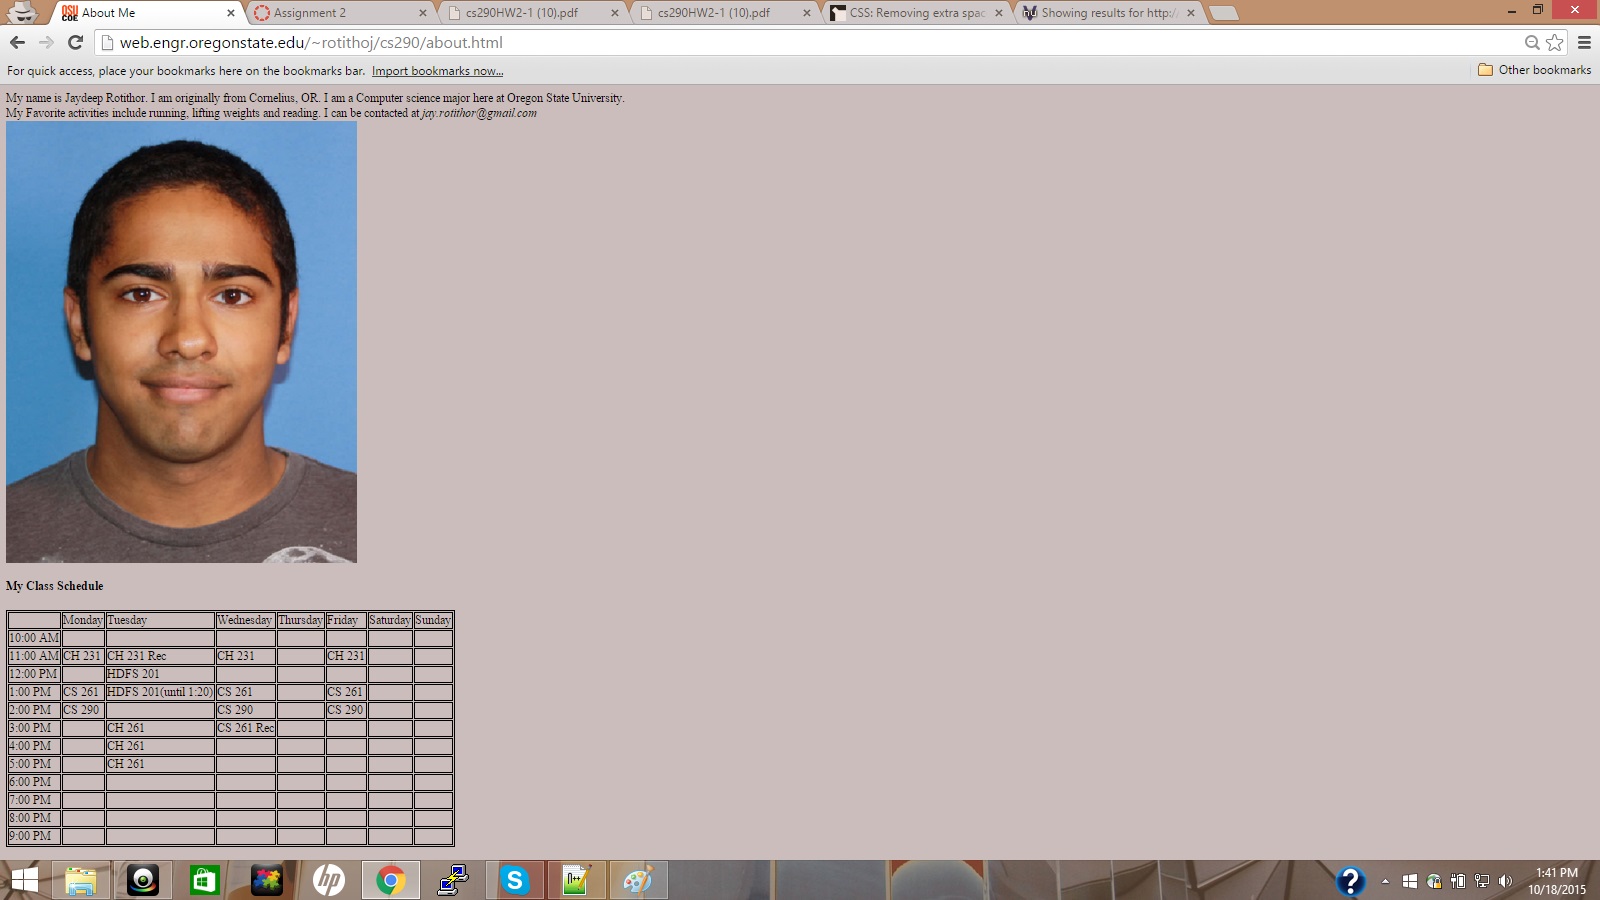 OSU COE About Me
Assignment 2
cs290HW2-1 (10).pdf
cs290HW2-1 (10).pdf
CSS: Removing extra spac
Showing results for http:/
web.engr.oregonstate.edu/~rotithoj/cs290/about.html
For quick access, place your bookmarks here on the bookmarks bar. Import bookmarks now...
Other bookmarks
My name is Jaydeep Rotithor. I am originally from Cornelius, OR. I am a Computer science major here at Oregon State University.
My Favorite activities include running, lifting weights and reading. I can be contacted at jay.rotithor@gmail.com
My Class Schedule
Monday Tuesday Wednesday Thursday Friday Saturday Sunday
10:00 AM
11:00 AM CH 231 CH 231 Rec CH 231 CH 231
12:00 PM HDFS 201
1:00 PM CS 261 HDFS 201(until 1:20) CS 261 CS 261
2:00 PM CS 290 CS 290 CS 290
3:00 PM CH 261 CS 261 Rec
4:00 PM CH 261
5:00 PM CH 261
6:00 PM
7:00 PM
8:00 PM
9:00 PM
hp
S
?
1:41 PM
10/18/2015